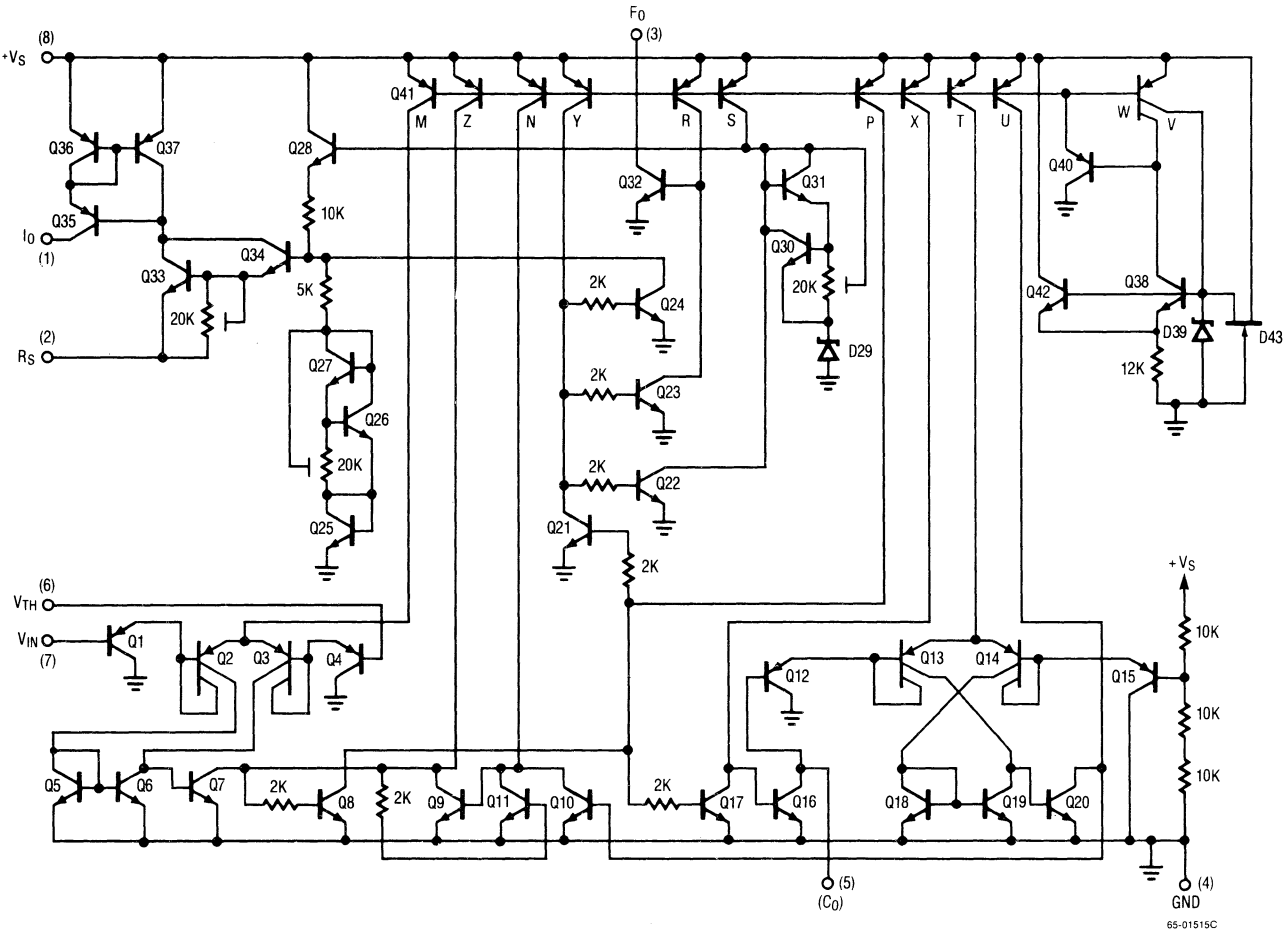 F0
(3)
(8)
+VS
Q41
M
Z
N
Y
R
S
P
X
T
U
W
V
Q36
Q37
Q28
Q40
Q32
Q31
Q35
10K
I0
(1)
Q34
Q30
Q33
5K
2K
Q24
20K
Q42
Q38
20K
D39
D43
(2)
RS
Q27
D29
12K
2K
Q23
Q26
20K
2K
Q22
Q25
Q21
2K
+VS
(6)
VTH
VIN
(7)
Q1
Q2
Q3
Q4
Q12
Q13
Q14
Q15
10K
10K
10K
Q5
Q6
Q7
2K
Q8
2K
Q9
Q11
Q10
2K
Q17
Q16
Q18
Q19
Q20
(5)
(C0)
(4)
GND
65-01515C